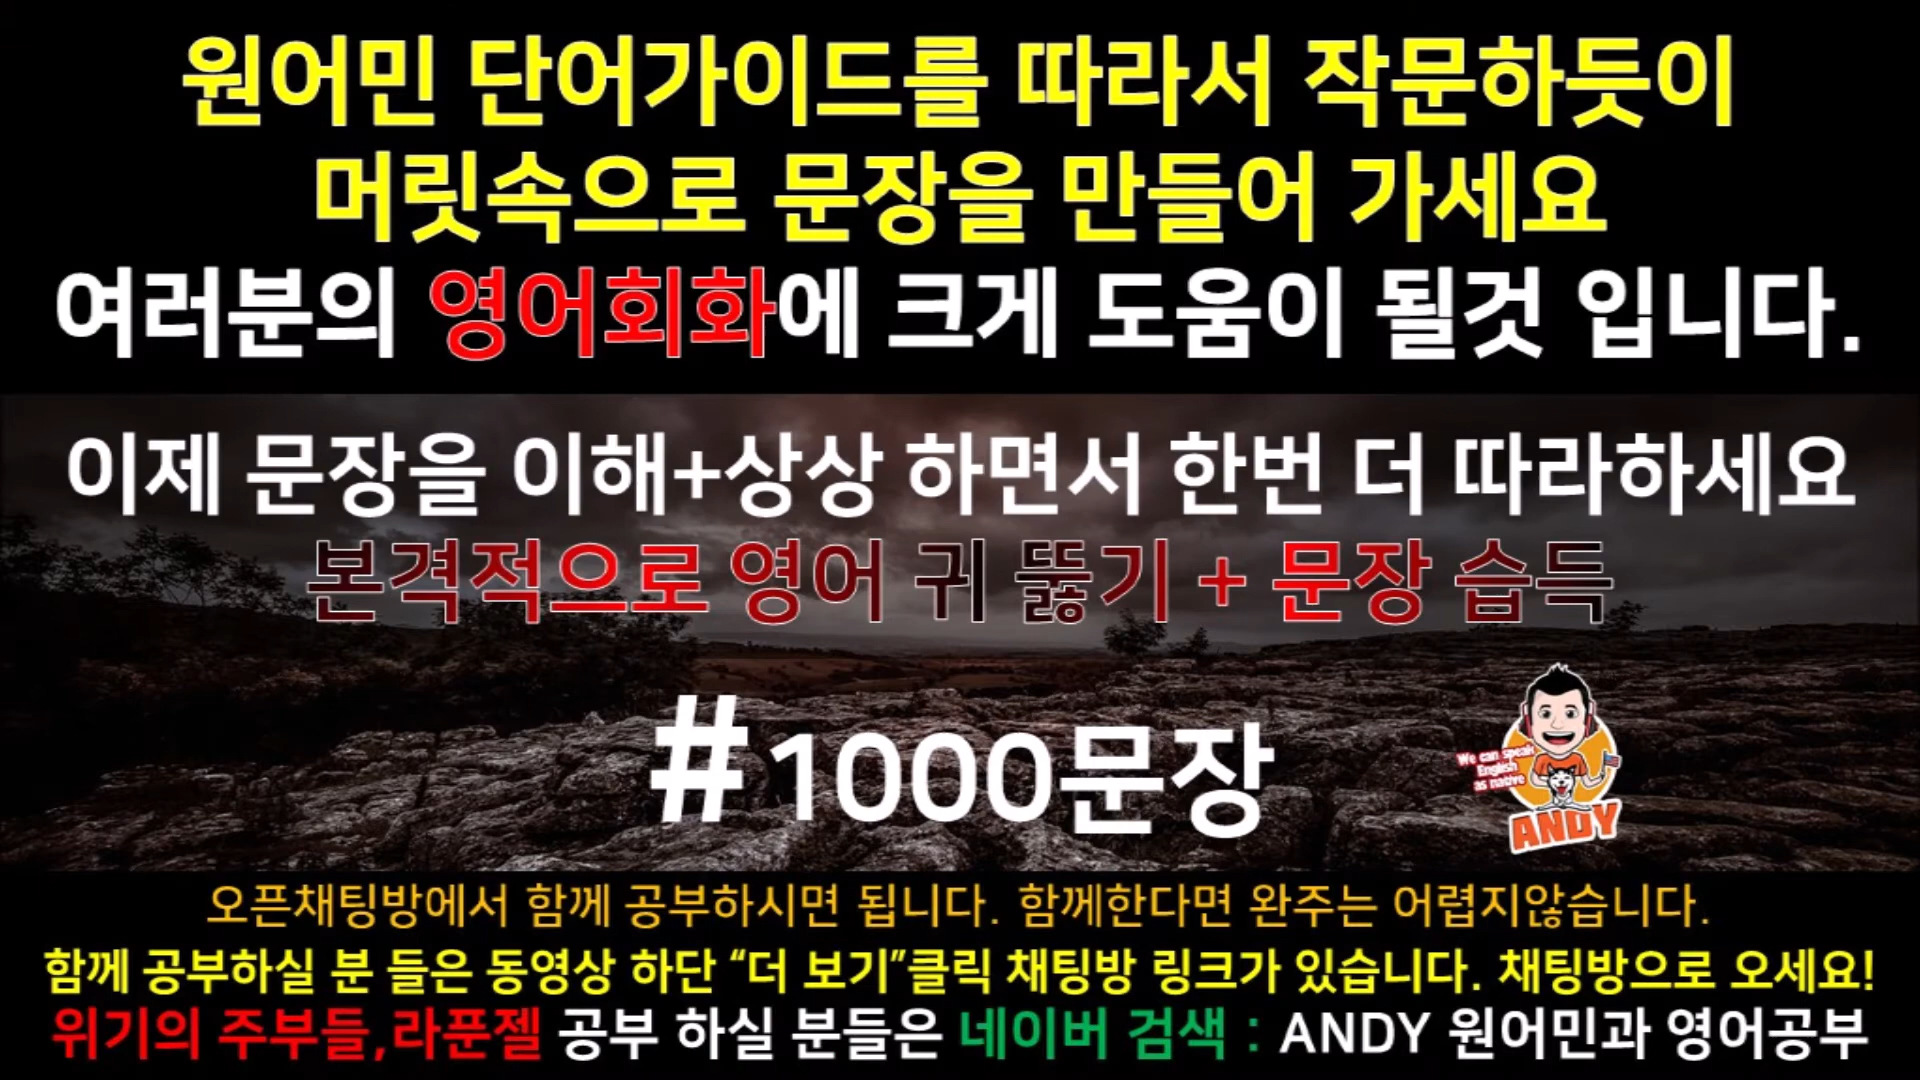 원어민 단어가이드를 따라서 작문하듯이
머릿속으로 문장을 만들어 가세요
여러분의 영어회화에 크게 도움이 될것 입니다.
이제 문장을 이해+상상 하면서 한번 더 따라하세요
본격적으로 영어 귀 뚫기 + 문장 습득
#1000문장
We can speak
English
as native
ANDY
오픈채팅방에서 함께 공부하시면 됩니다. 함께한다면 완주는 어렵지않습니다.
함께 공부하실 분 들은 동영상 하단 “더 보기”클릭 채팅방 링크가 있습니다. 채팅방으로 오세요!
위기의 주부들,라푼젤 공부 하실 분들은 네이버 검색 : ANDY 원어민과 영어공부